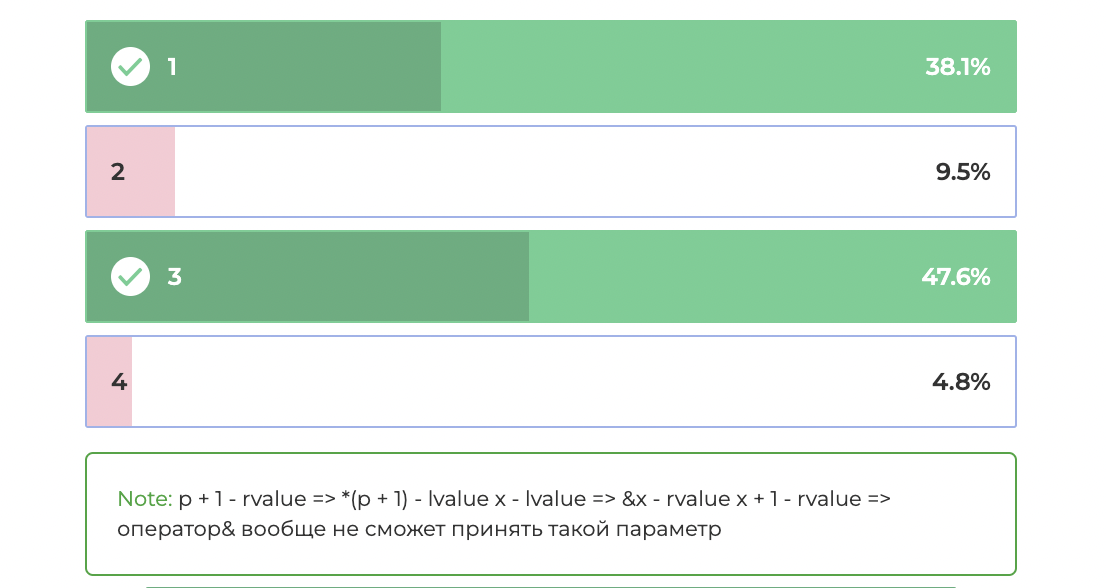 1 38.1%
2 9.5%
3 47.6%
4 4.8%
Note: p + 1 - rvalue => *(p + 1) - lvalue x - lvalue => &x - rvalue x + 1 - rvalue =>
оператор& вообще не сможет принять такой параметр